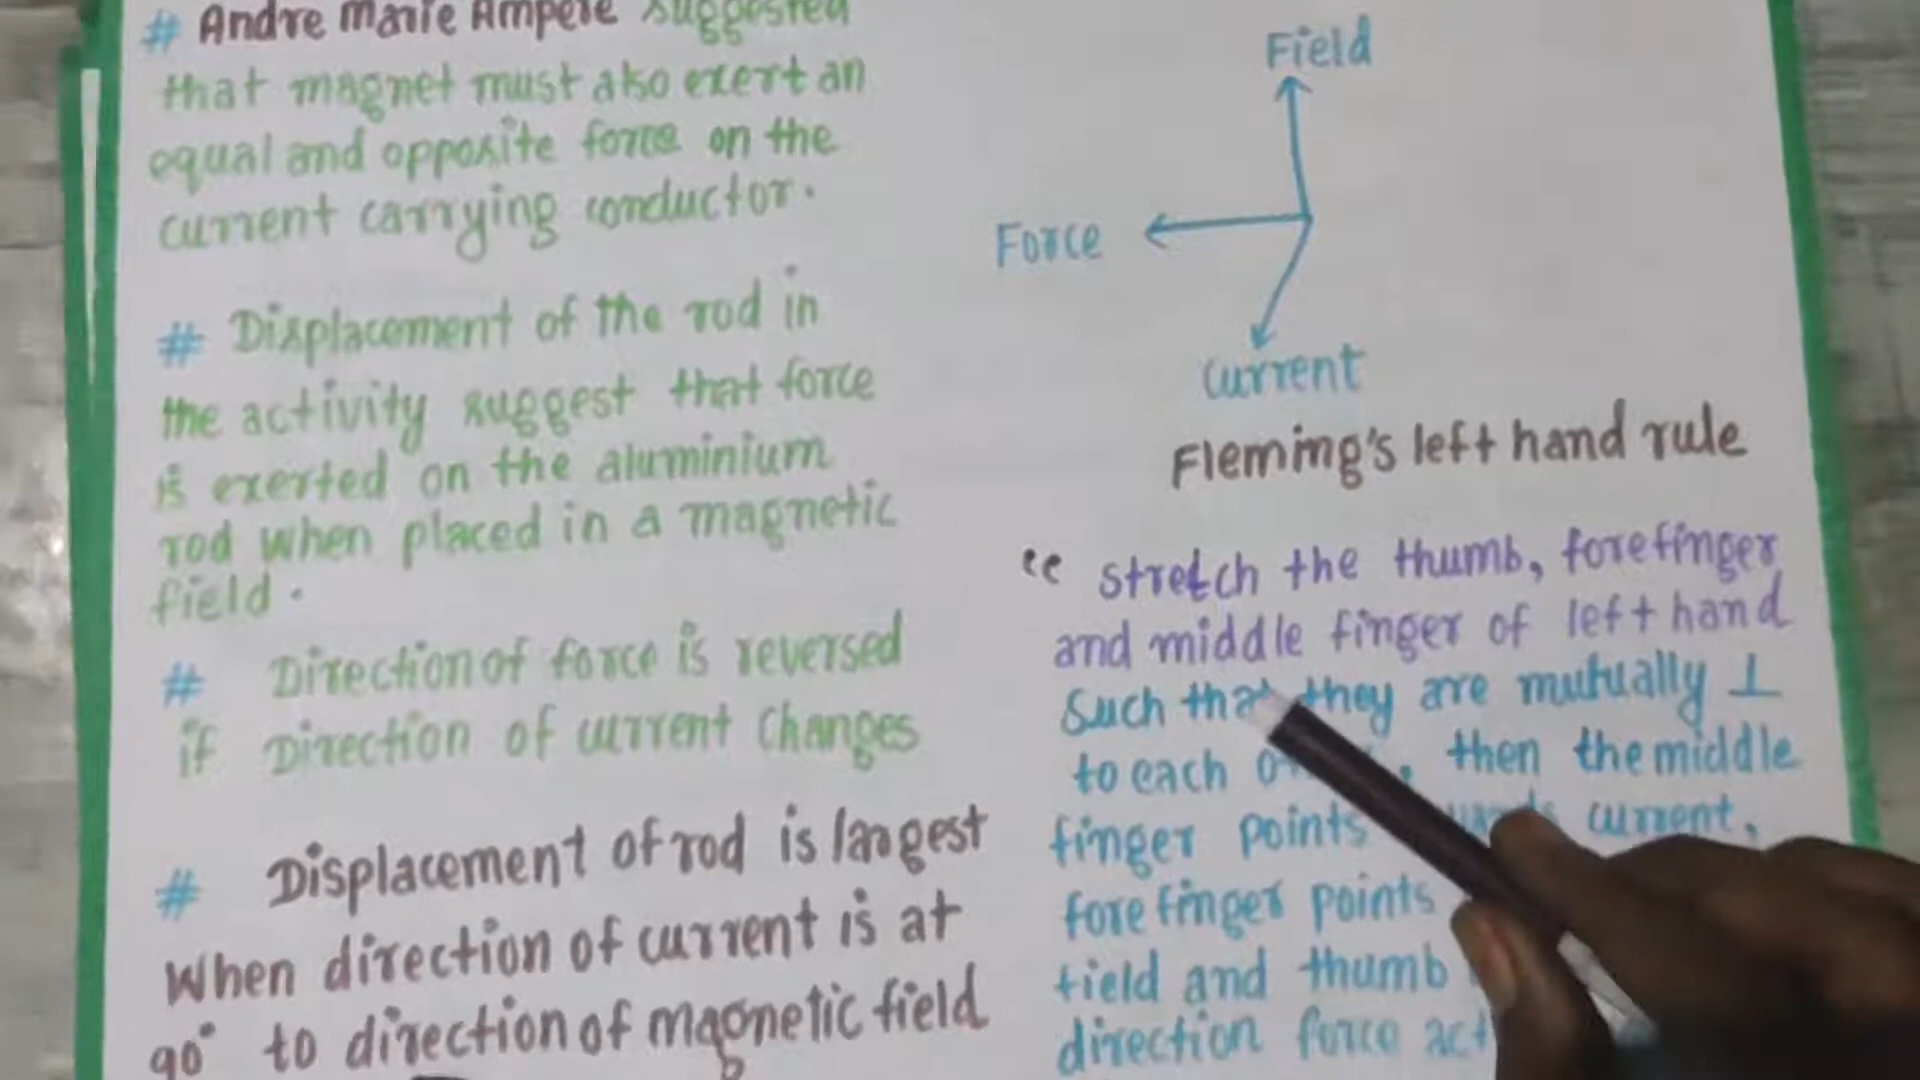 # Andre Marie Ampere suggested
that magnet must also exert an
equal and opposite force on the
current carrying conductor.
# Displacement of the rod in
the activity suggest that force
is exerted on the aluminium
rod when placed in a magnetic
field.
# Direction of force is reversed
if Direction of current Changes
# Displacement of rod is largest
When direction of current is at
90° to direction of magnetic field
Field
Force
Current
Fleming's left hand rule
“ Stretch the thumb, forefinger
and middle finger of left hand
Such that they are mutually ⊥
to each , then the middle
finger points current,
fore finger points
field and thumb
direction force